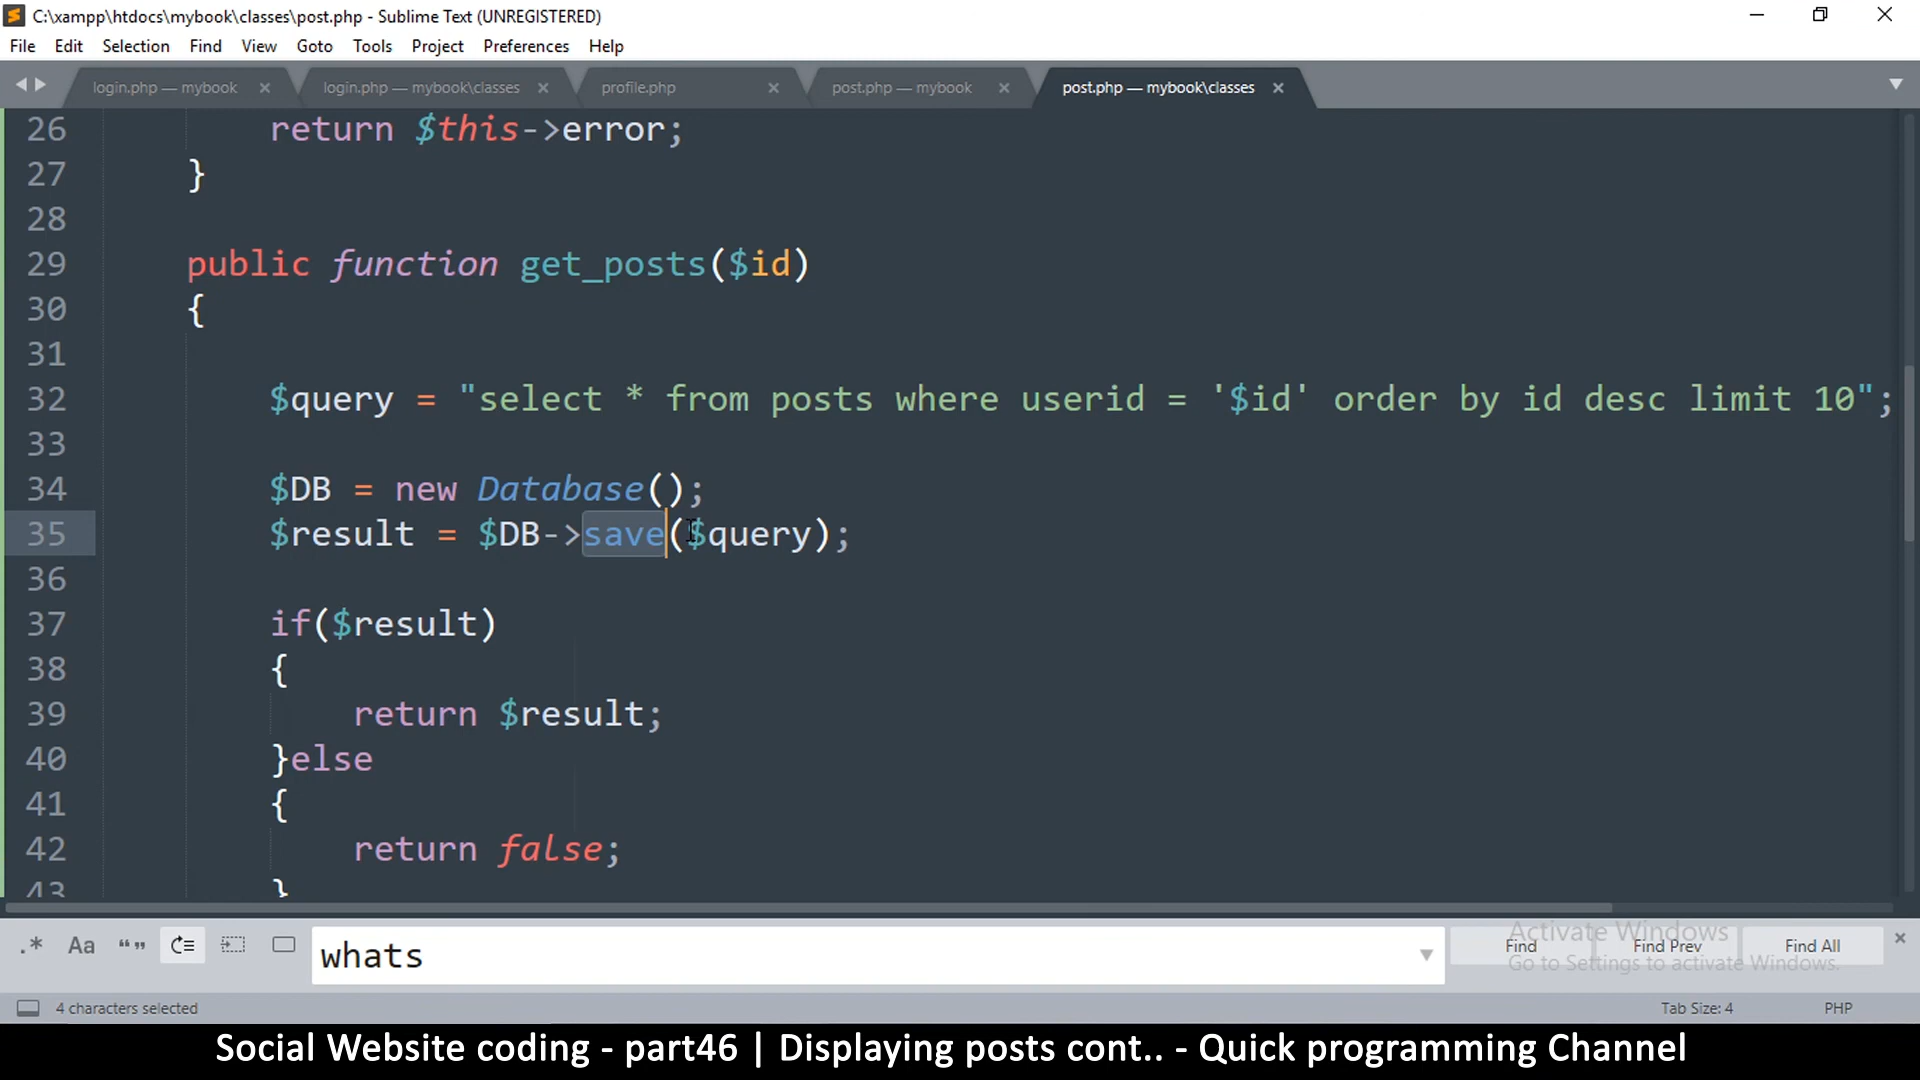 C:\xampp\htdocs\mybook\classes\post.php - Sublime Text (UNREGISTERED)
File Edit Selection Find View Goto Tools Project Preferences Help
login.php — mybook login.php — mybook\classes profile.php post.php — mybook post.php — mybook\classes
26 return $this->error;
27 }
28
29 public function get_posts($id)
30 {
31
32 $query = "select * from posts where userid = '$id' order by id desc limit 10";
33
34 $DB = new Database();
35 $result = $DB->save($query);
36
37 if($result)
38 {
39 return $result;
40 }else
41 {
42 return false;
43 }
.* Aa “” whats Find Find Prev Find All
Activate Windows
Go to Settings to activate Windows.
4 characters selected Tab Size: 4 PHP
Social Website coding - part46 | Displaying posts cont.. - Quick programming Channel